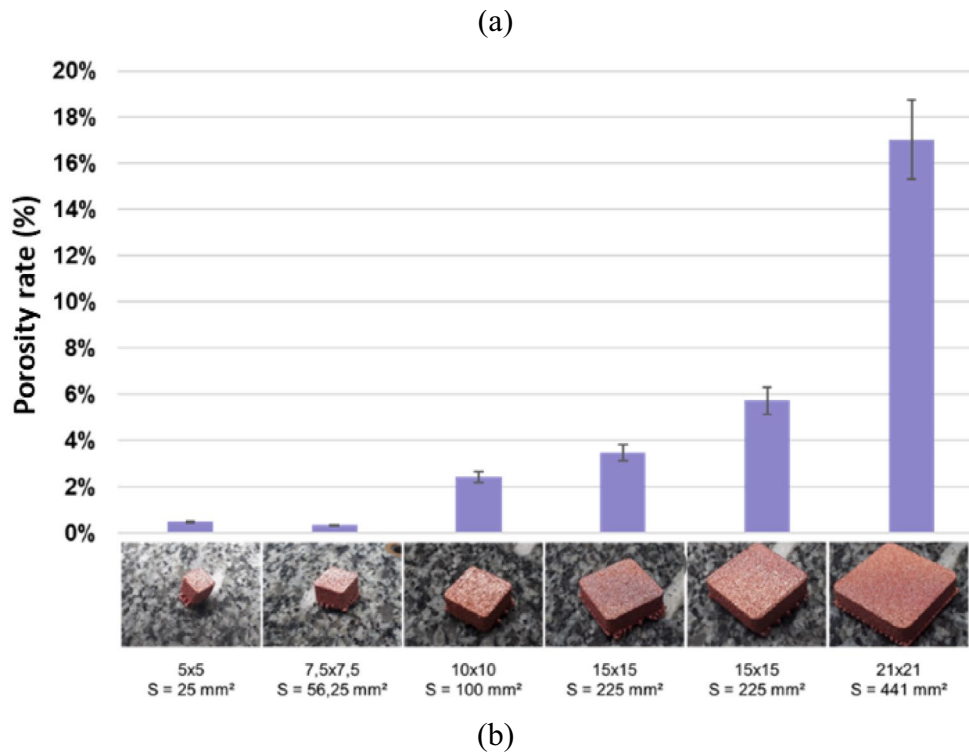 (a)
20%
18%
16%
14%
12%
10%
8%
6%
4%
2%
0%
Porosity rate (%)
5x5
S = 25 mm²
7,5x7,5
S = 56,25 mm²
10x10
S = 100 mm²
15x15
S = 225 mm²
15x15
S = 225 mm²
21x21
S = 441 mm²
(b)